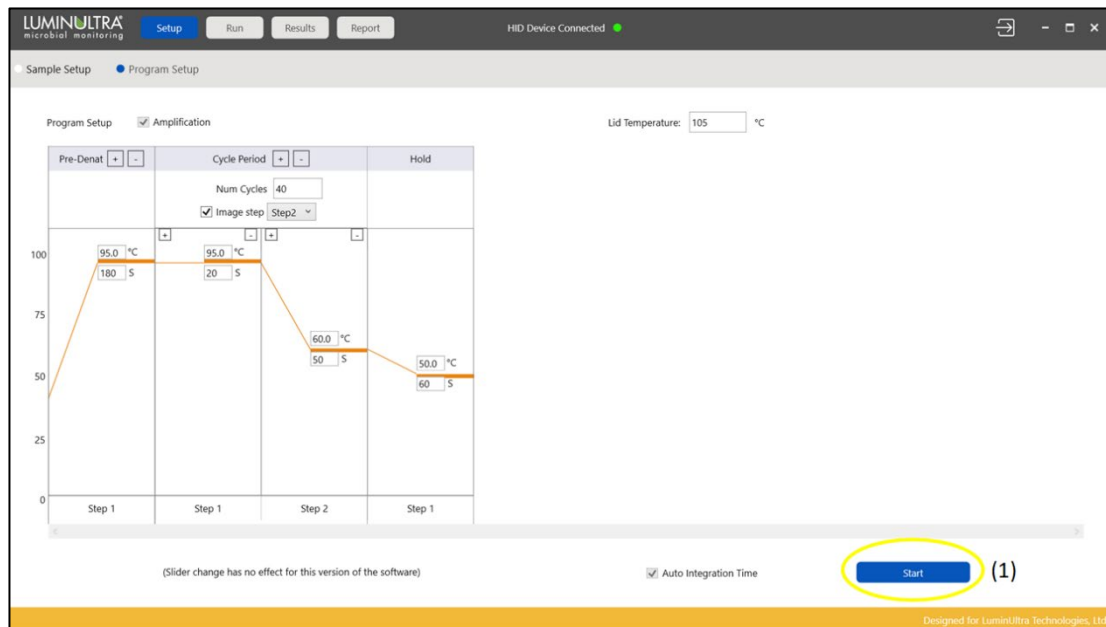 LUMINULTRA
microbial monitoring
Setup
Run
Results
Report
HID Device Connected
Sample Setup
Program Setup
Program Setup
Amplification
Lid Temperature: 105 °C
Pre-Denat + -
Cycle Period + -
Hold
Num Cycles 40
Image step Step2
+ - + -
100
75
50
25
0
95.0 °C
180 S
95.0 °C
20 S
60.0 °C
50 S
50.0 °C
60 S
Step 1
Step 1
Step 2
Step 1
(Slider change has no effect for this version of the software)
Auto Integration Time
Start
(1)
Designed for LuminUltra Technologies, Ltd